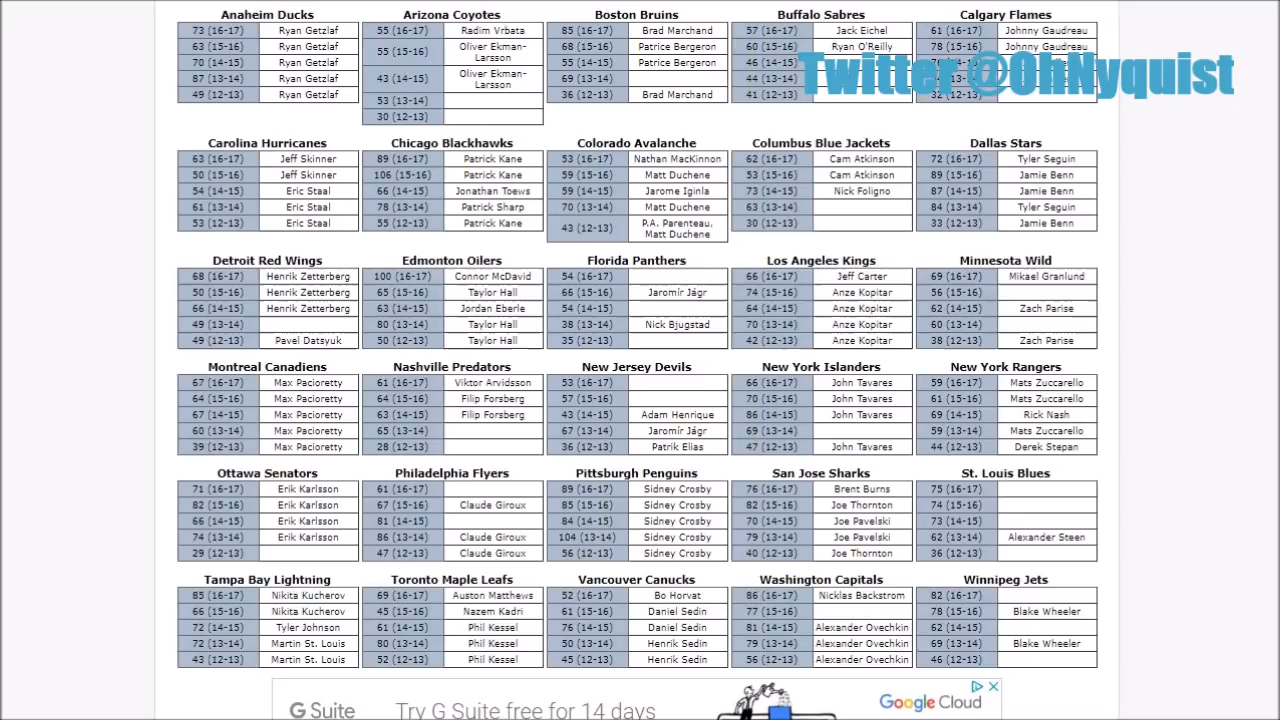 Anaheim Ducks
73 (16-17) Ryan Getzlaf
63 (15-16) Ryan Getzlaf
70 (14-15) Ryan Getzlaf
87 (13-14) Ryan Getzlaf
49 (12-13) Ryan Getzlaf
Arizona Coyotes
55 (16-17) Radim Vrbata
55 (15-16) Oliver Ekman-
Larsson
43 (14-15) Oliver Ekman-
Larsson
53 (13-14)
30 (12-13)
Boston Bruins
85 (16-17) Brad Marchand
68 (15-16) Patrice Bergeron
55 (14-15) Patrice Bergeron
69 (13-14)
36 (12-13) Brad Marchand
Buffalo Sabres
57 (16-17) Jack Eichel
60 (15-16) Ryan O'Reilly
46 (14-15)
44 (13-14)
41 (12-13)
Calgary Flames
61 (16-17) Johnny Gaudreau
78 (15-16) Johnny Gaudreau
32 (12-13)
Twitter @OhNyquist
Carolina Hurricanes
63 (16-17) Jeff Skinner
50 (15-16) Jeff Skinner
54 (14-15) Eric Staal
61 (13-14) Eric Staal
53 (12-13) Eric Staal
Chicago Blackhawks
89 (16-17) Patrick Kane
106 (15-16) Patrick Kane
66 (14-15) Jonathan Toews
78 (13-14) Patrick Sharp
55 (12-13) Patrick Kane
Colorado Avalanche
53 (16-17) Nathan MacKinnon
59 (15-16) Matt Duchene
59 (14-15) Jarome Iginla
70 (13-14) Matt Duchene
43 (12-13) P.A. Parenteau,
Matt Duchene
Columbus Blue Jackets
62 (16-17) Cam Atkinson
53 (15-16) Cam Atkinson
73 (14-15) Nick Foligno
63 (13-14)
30 (12-13)
Dallas Stars
72 (16-17) Tyler Seguin
89 (15-16) Jamie Benn
87 (14-15) Jamie Benn
84 (13-14) Tyler Seguin
33 (12-13) Jamie Benn
Detroit Red Wings
68 (16-17) Henrik Zetterberg
50 (15-16) Henrik Zetterberg
66 (14-15) Henrik Zetterberg
49 (13-14)
49 (12-13) Pavel Datsyuk
Edmonton Oilers
100 (16-17) Connor McDavid
65 (15-16) Taylor Hall
63 (14-15) Jordan Eberle
80 (13-14) Taylor Hall
50 (12-13) Taylor Hall
Florida Panthers
54 (16-17)
66 (15-16) Jaromír Jágr
54 (14-15)
38 (13-14) Nick Bjugstad
35 (12-13)
Los Angeles Kings
66 (16-17) Jeff Carter
74 (15-16) Anze Kopitar
64 (14-15) Anze Kopitar
70 (13-14) Anze Kopitar
42 (12-13) Anze Kopitar
Minnesota Wild
69 (16-17) Mikael Granlund
56 (15-16)
62 (14-15) Zach Parise
60 (13-14)
38 (12-13) Zach Parise
Montreal Canadiens
67 (16-17) Max Pacioretty
64 (15-16) Max Pacioretty
67 (14-15) Max Pacioretty
60 (13-14) Max Pacioretty
39 (12-13) Max Pacioretty
Nashville Predators
61 (16-17) Viktor Arvidsson
64 (15-16) Filip Forsberg
63 (14-15) Filip Forsberg
65 (13-14)
28 (12-13)
New Jersey Devils
53 (16-17)
57 (15-16)
43 (14-15) Adam Henrique
67 (13-14) Jaromír Jágr
36 (12-13) Patrik Elias
New York Islanders
66 (16-17) John Tavares
70 (15-16) John Tavares
86 (14-15) John Tavares
69 (13-14)
47 (12-13) John Tavares
New York Rangers
59 (16-17) Mats Zuccarello
61 (15-16) Mats Zuccarello
69 (14-15) Rick Nash
59 (13-14) Mats Zuccarello
44 (12-13) Derek Stepan
Ottawa Senators
71 (16-17) Erik Karlsson
82 (15-16) Erik Karlsson
66 (14-15) Erik Karlsson
74 (13-14) Erik Karlsson
29 (12-13)
Philadelphia Flyers
61 (16-17)
67 (15-16) Claude Giroux
81 (14-15)
86 (13-14) Claude Giroux
47 (12-13) Claude Giroux
Pittsburgh Penguins
89 (16-17) Sidney Crosby
85 (15-16) Sidney Crosby
84 (14-15) Sidney Crosby
104 (13-14) Sidney Crosby
56 (12-13) Sidney Crosby
San Jose Sharks
76 (16-17) Brent Burns
82 (15-16) Joe Thornton
70 (14-15) Joe Pavelski
79 (13-14) Joe Pavelski
40 (12-13) Joe Thornton
St. Louis Blues
75 (16-17)
74 (15-16)
73 (14-15)
62 (13-14) Alexander Steen
36 (12-13)
Tampa Bay Lightning
85 (16-17) Nikita Kucherov
66 (15-16) Nikita Kucherov
72 (14-15) Tyler Johnson
72 (13-14) Martin St. Louis
43 (12-13) Martin St. Louis
Toronto Maple Leafs
69 (16-17) Auston Matthews
45 (15-16) Nazem Kadri
61 (14-15) Phil Kessel
80 (13-14) Phil Kessel
52 (12-13) Phil Kessel
Vancouver Canucks
52 (16-17) Bo Horvat
61 (15-16) Daniel Sedin
76 (14-15) Daniel Sedin
50 (13-14) Henrik Sedin
45 (12-13) Henrik Sedin
Washington Capitals
86 (16-17) Nicklas Backstrom
77 (15-16)
81 (14-15) Alexander Ovechkin
79 (13-14) Alexander Ovechkin
56 (12-13) Alexander Ovechkin
Winnipeg Jets
82 (16-17)
78 (15-16) Blake Wheeler
62 (14-15)
69 (13-14) Blake Wheeler
46 (12-13)
G Suite Try G Suite free for 14 days
Google Cloud